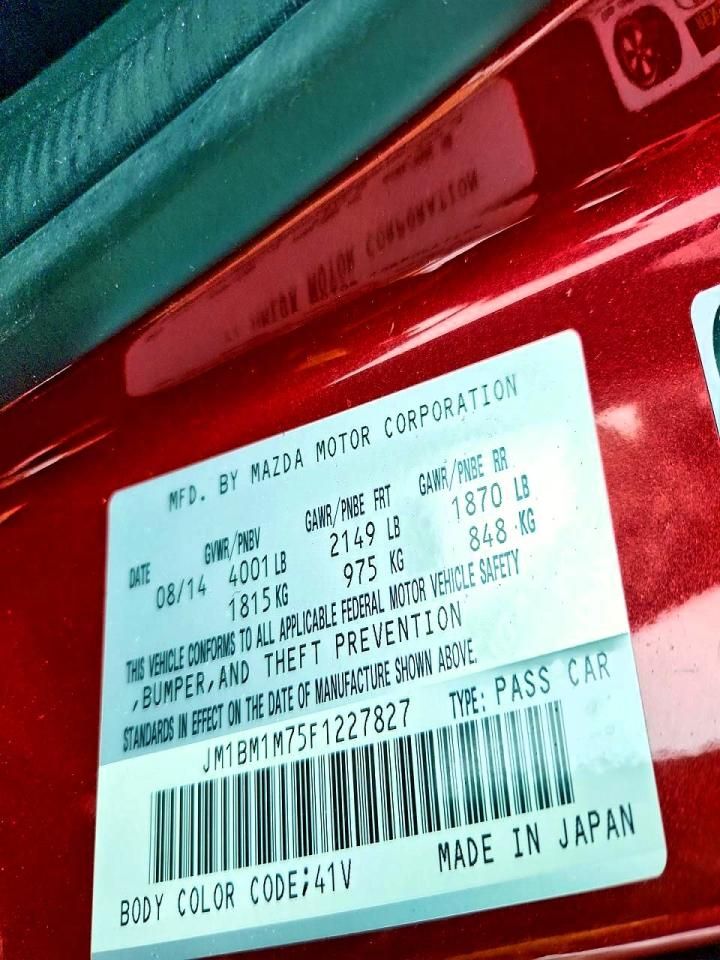 MFD. BY MAZDA MOTOR CORPORATION
DATE GVWR/PNBV GAWR/PNBE FRT GAWR/PNBE RR
08/14 4001 LB 2149 LB 1870 LB
1815 KG 975 KG 848 KG
THIS VEHICLE CONFORMS TO ALL APPLICABLE FEDERAL MOTOR VEHICLE SAFETY
,BUMPER,AND THEFT PREVENTION
STANDARDS IN EFFECT ON THE DATE OF MANUFACTURE SHOWN ABOVE.
JM1BM1M75F1227827 TYPE: PASS CAR
BODY COLOR CODE;41V MADE IN JAPAN